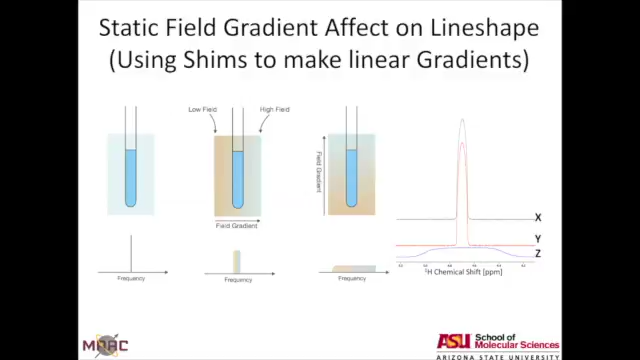 Static Field Gradient Affect on Lineshape
(Using Shims to make linear Gradients)
Low Field
High Field
Field Gradient
Field Gradient
Frequency
Frequency
Frequency
X
Y
Z
¹H Chemical Shift [ppm]
MRRC
ASU School of
Molecular Sciences
ARIZONA STATE UNIVERSITY